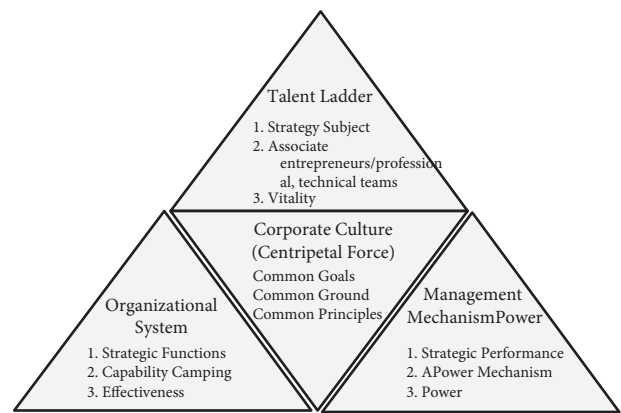 Talent Ladder
1. Strategy Subject
2. Associate
entrepreneurs/profession
al, technical teams
3. Vitality
Corporate Culture
(Centripetal Force)
Common Goals
Common Ground
Common Principles
Organizational
System
1. Strategic Functions
2. Capability Camping
3. Effectiveness
Management
MechanismPower
1. Strategic Performance
2. APower Mechanism
3. Power